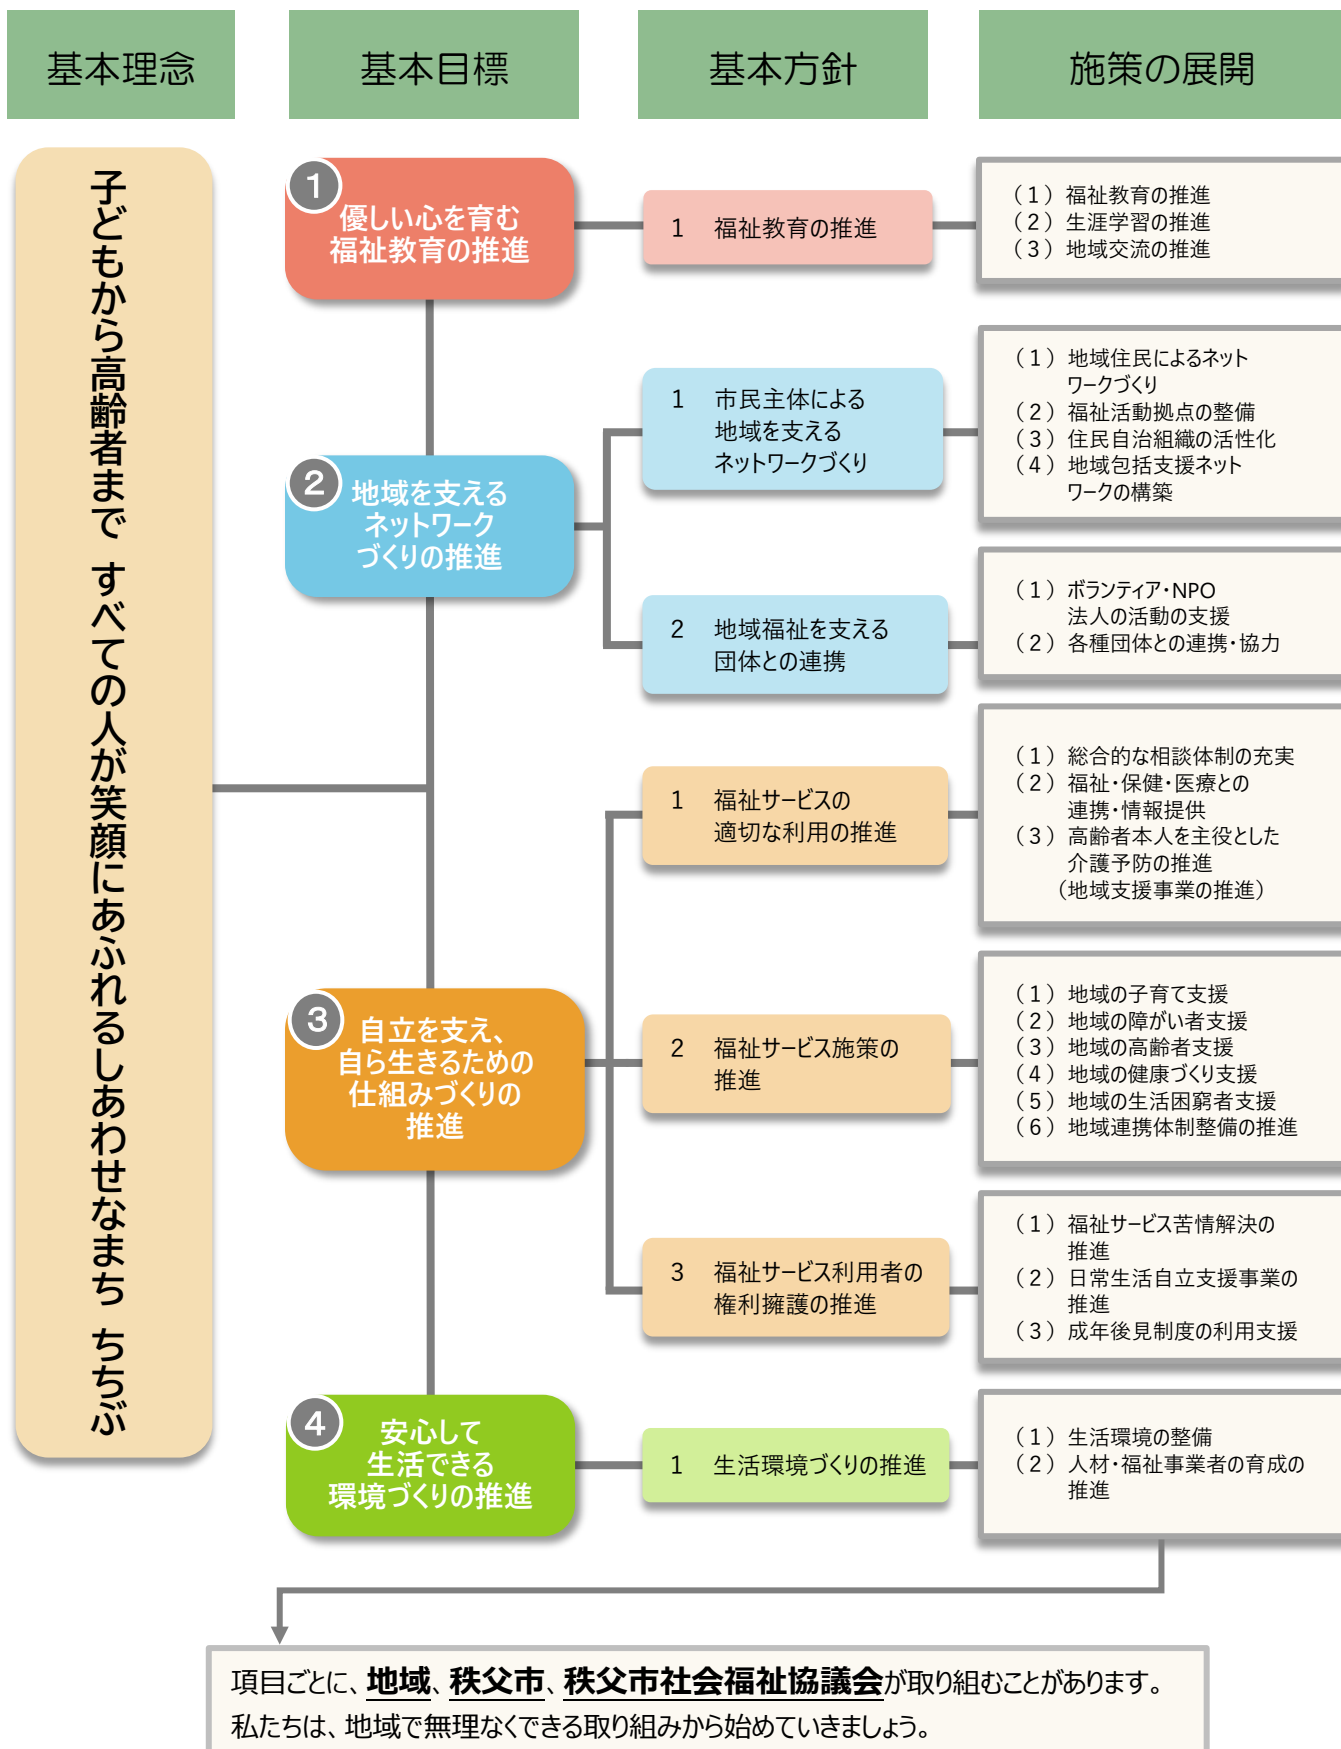 基本理念
基本目標
基本方針
施策の展開
子どもから高齢者まで すべての人が笑顔にあふれるしあわせなまち ちちぶ
1
優しい心を育む
福祉教育の推進
1 福祉教育の推進
（1）福祉教育の推進
（2）生涯学習の推進
（3）地域交流の推進
2
地域を支える
ネットワーク
づくりの推進
1 市民主体による
地域を支える
ネットワークづくり
（1）地域住民によるネット
ワークづくり
（2）福祉活動拠点の整備
（3）住民自治組織の活性化
（4）地域包括支援ネット
ワークの構築
2 地域福祉を支える
団体との連携
（1）ボランティア・NPO
法人の活動の支援
（2）各種団体との連携・協力
3
自立を支え、
自ら生きるための
仕組みづくりの
推進
1 福祉サービスの
適切な利用の推進
（1）総合的な相談体制の充実
（2）福祉・保健・医療との
連携・情報提供
（3）高齢者本人を主役とした
介護予防の推進
（地域支援事業の推進）
2 福祉サービス施策の
推進
（1）地域の子育て支援
（2）地域の障がい者支援
（3）地域の高齢者支援
（4）地域の健康づくり支援
（5）地域の生活困窮者支援
（6）地域連携体制整備の推進
3 福祉サービス利用者の
権利擁護の推進
（1）福祉サービス苦情解決の
推進
（2）日常生活自立支援事業の
推進
（3）成年後見制度の利用支援
4
安心して
生活できる
環境づくりの推進
1 生活環境づくりの推進
（1）生活環境の整備
（2）人材・福祉事業者の育成の
推進
項目ごとに、地域、秩父市、秩父市社会福祉協議会が取り組むことがあります。
私たちは、地域で無理なくできる取り組みから始めていきましょう。